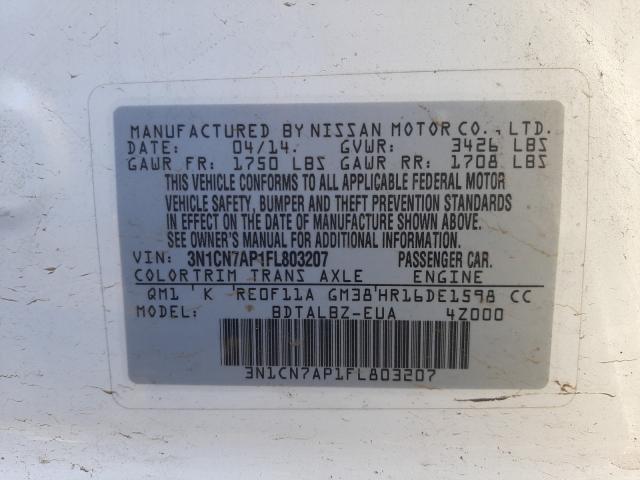 MANUFACTURED BY NISSAN MOTOR CO., LTD.
DATE: 04/14. GVWR: 3426 LBS
GAWR FR: 1750 LBS GAWR RR: 1708 LBS
THIS VEHICLE CONFORMS TO ALL APPLICABLE FEDERAL MOTOR
VEHICLE SAFETY, BUMPER AND THEFT PREVENTION STANDARDS
IN EFFECT ON THE DATE OF MANUFACTURE SHOWN ABOVE.
SEE OWNER'S MANUAL FOR ADDITIONAL INFORMATION.
VIN: 3N1CN7AP1FL803207 PASSENGER CAR.
COLORTRIM TRANS AXLE ENGINE
QM1 'K 'RE0F11A GM38'HR16DE1598 CC
MODEL: BDTALBZ-EUA 4Z000
3N1CN7AP1FL803207